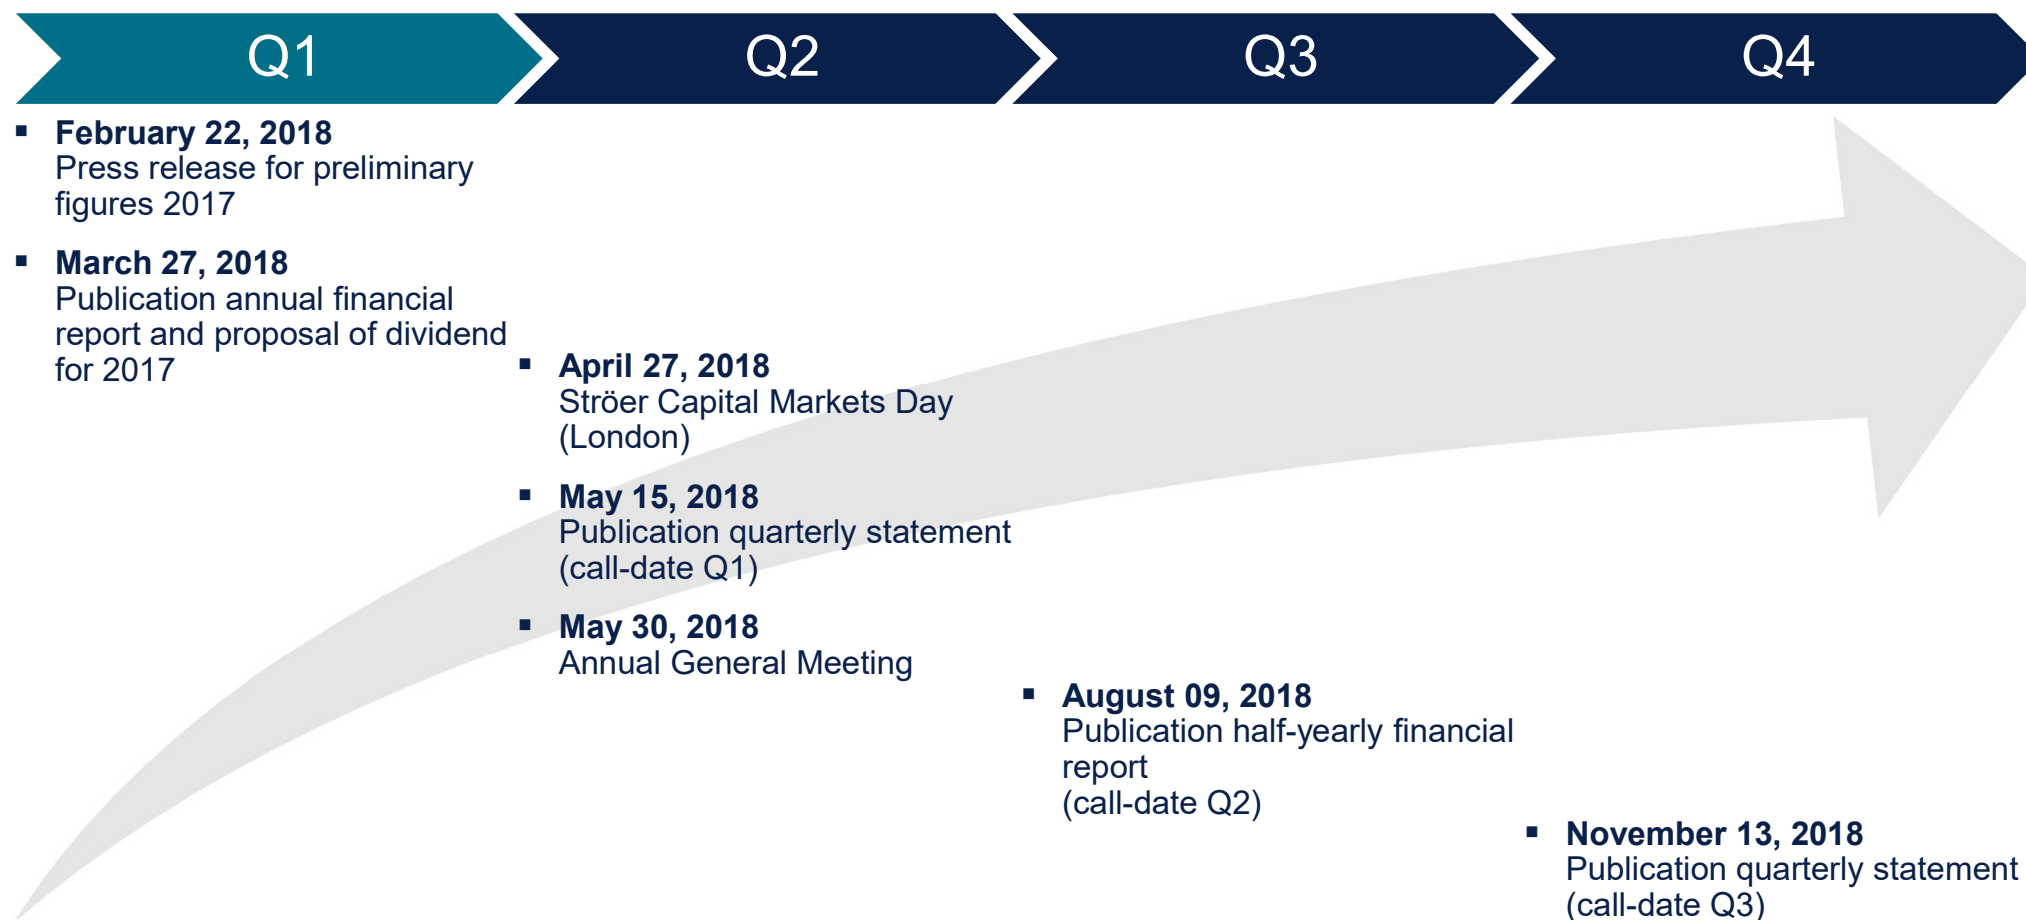 Q1
Q2
Q3
Q4
▪ February 22, 2018
Press release for preliminary
figures 2017
▪ March 27, 2018
Publication annual financial
report and proposal of dividend
for 2017
▪ April 27, 2018
Ströer Capital Markets Day
(London)
▪ May 15, 2018
Publication quarterly statement
(call-date Q1)
▪ May 30, 2018
Annual General Meeting
▪ August 09, 2018
Publication half-yearly financial
report
(call-date Q2)
▪ November 13, 2018
Publication quarterly statement
(call-date Q3)